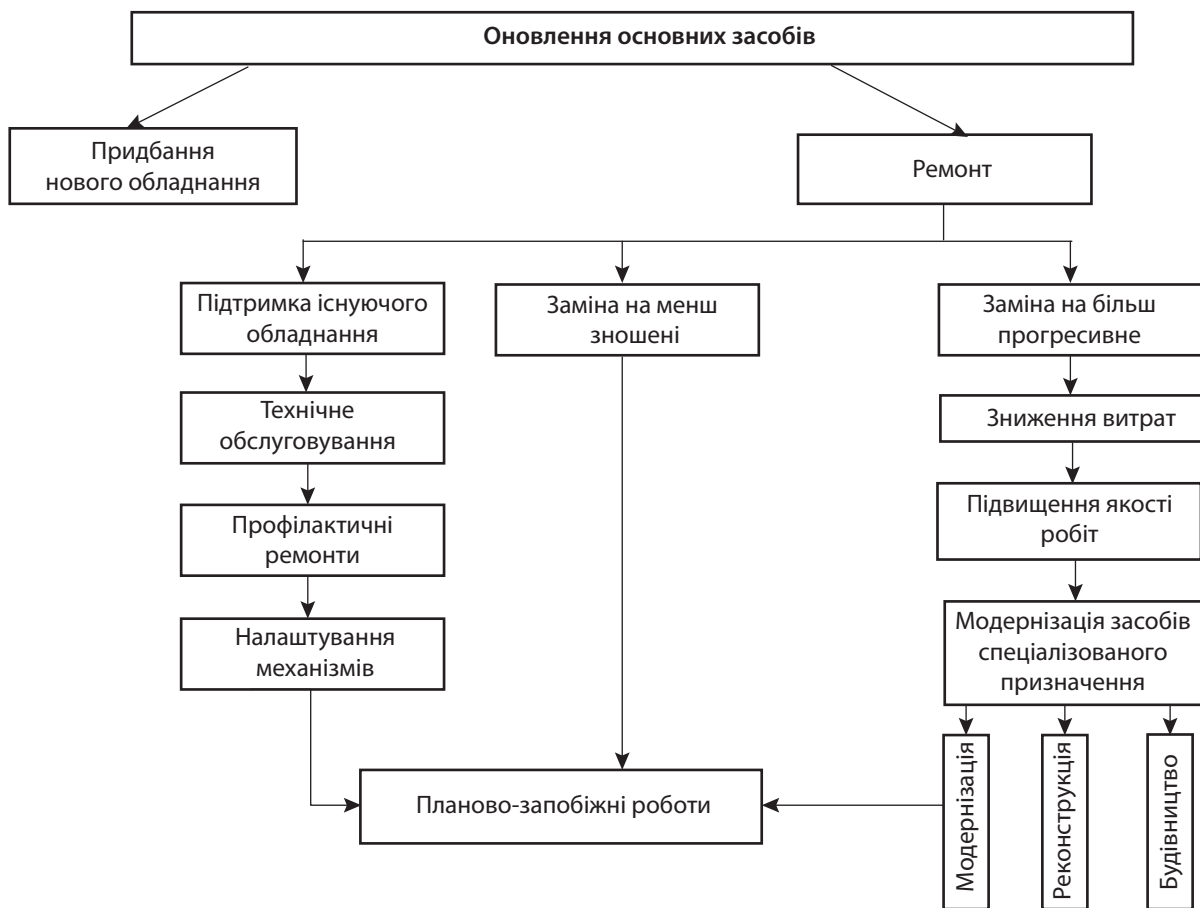 Оновлення основних засобів
Придбання
нового обладнання
Ремонт
Підтримка існуючого
обладнання
Заміна на менш
зношені
Заміна на більш
прогресивне
Технічне
обслуговування
Зниження витрат
Профілактичні
ремонти
Підвищення якості
робіт
Налаштування
механізмів
Модернізація засобів
спеціалізованого
призначення
Планово-запобіжні роботи
Модернізація
Реконструкція
Будівництво